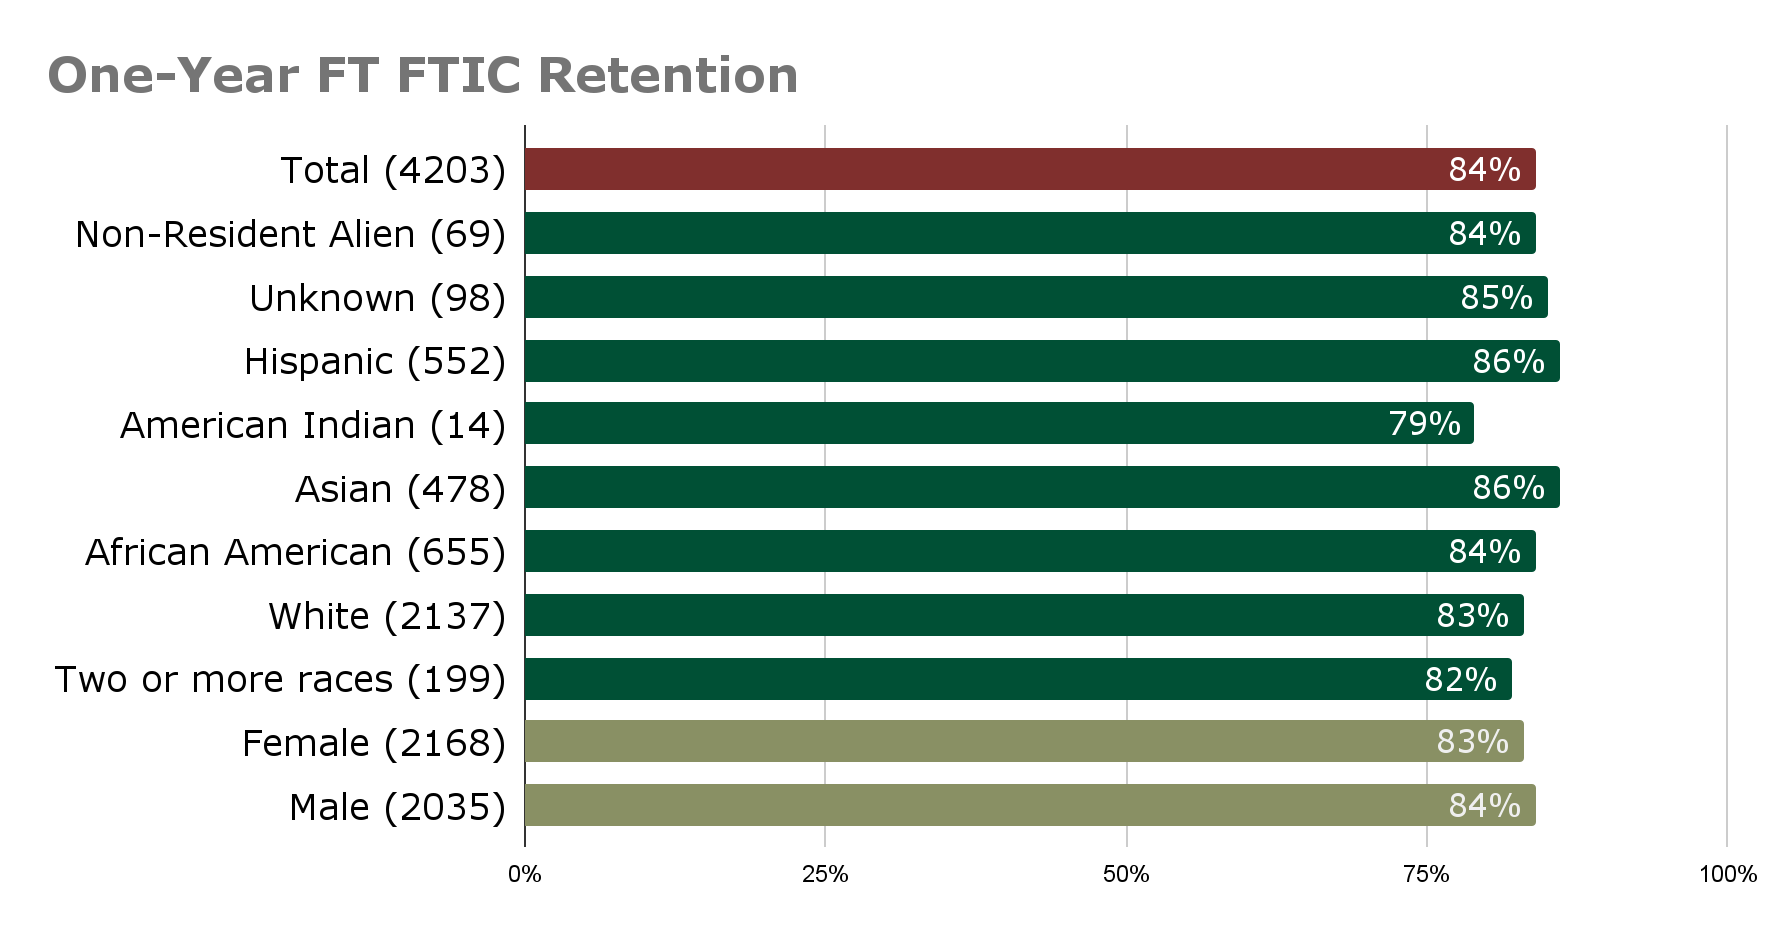 One-Year FT FTIC Retention
Total (4203) 84%
Non-Resident Alien (69) 84%
Unknown (98) 85%
Hispanic (552) 86%
American Indian (14) 79%
Asian (478) 86%
African American (655) 84%
White (2137) 83%
Two or more races (199) 82%
Female (2168) 83%
Male (2035) 84%
0% 25% 50% 75% 100%